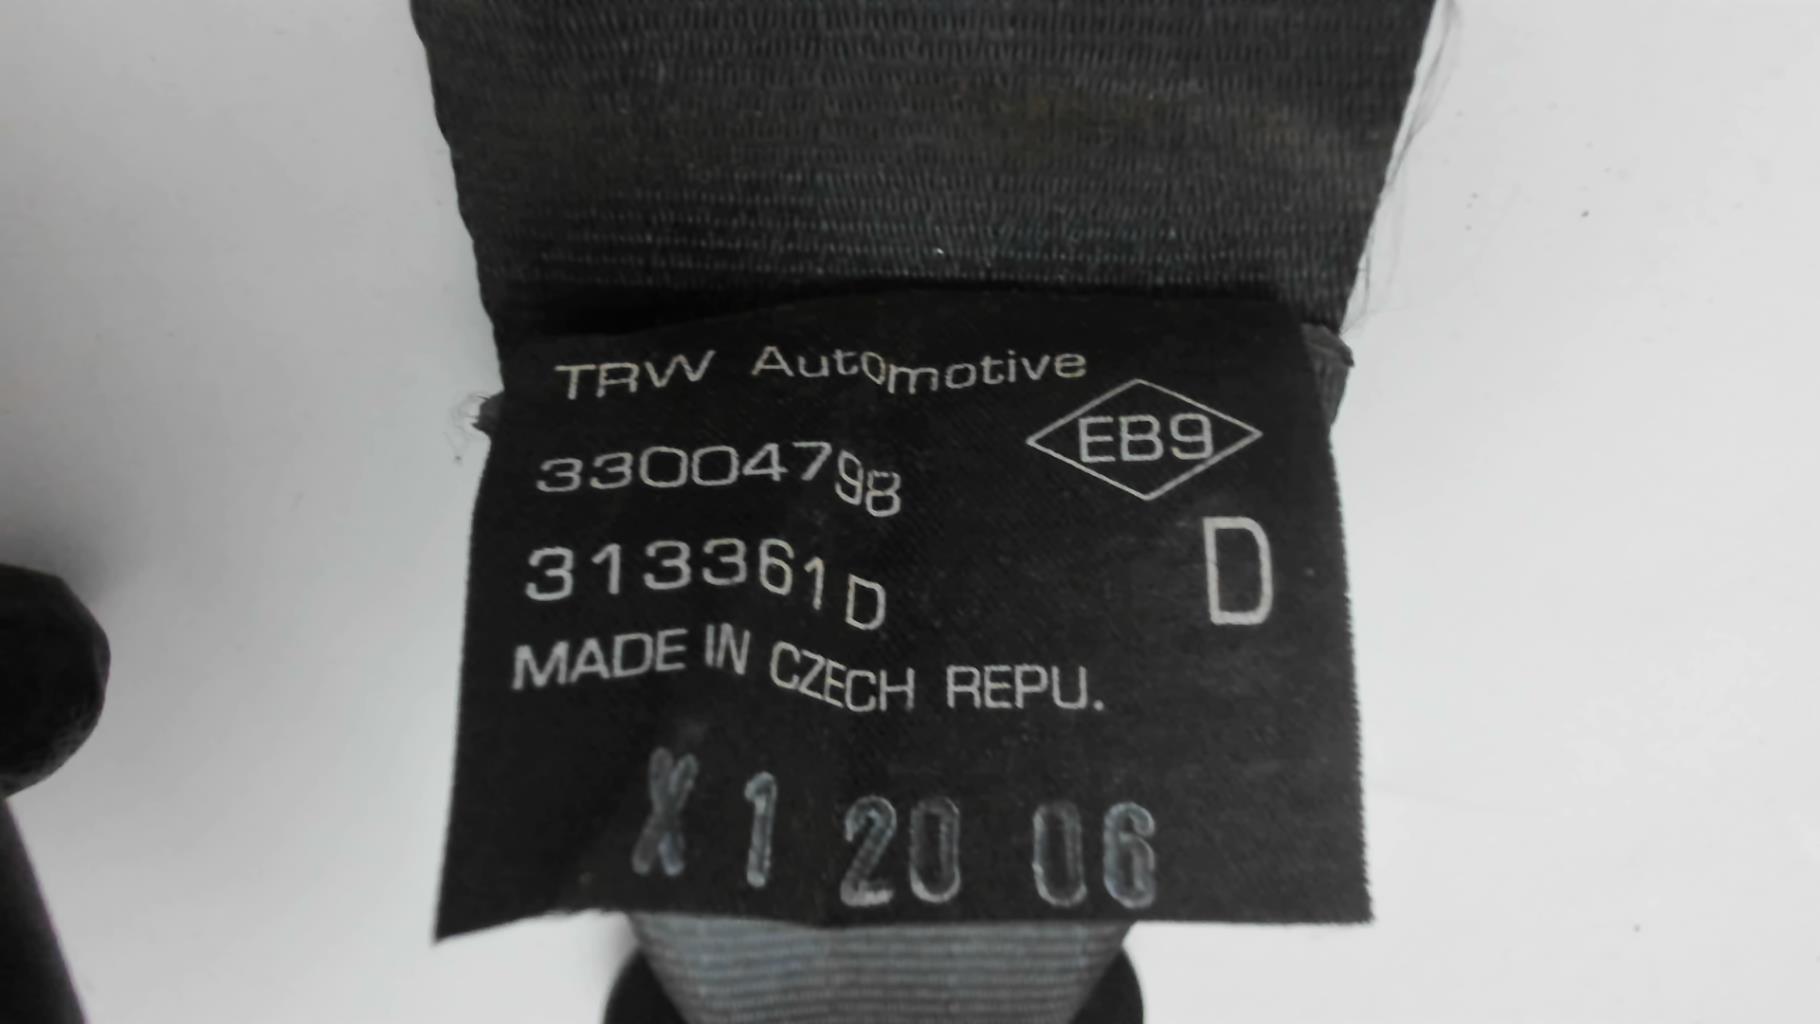 TRW Automotive
EB9
33004798
313361D
D
MADE IN CZECH REPU.
X 1 20 06